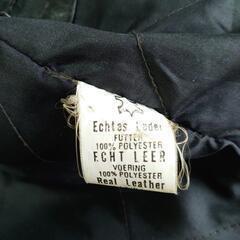 Echtes Leder
FUTTER
100% POLYESTER
ECHT LEER
VOERING
100% POLYESTER
Real Leather